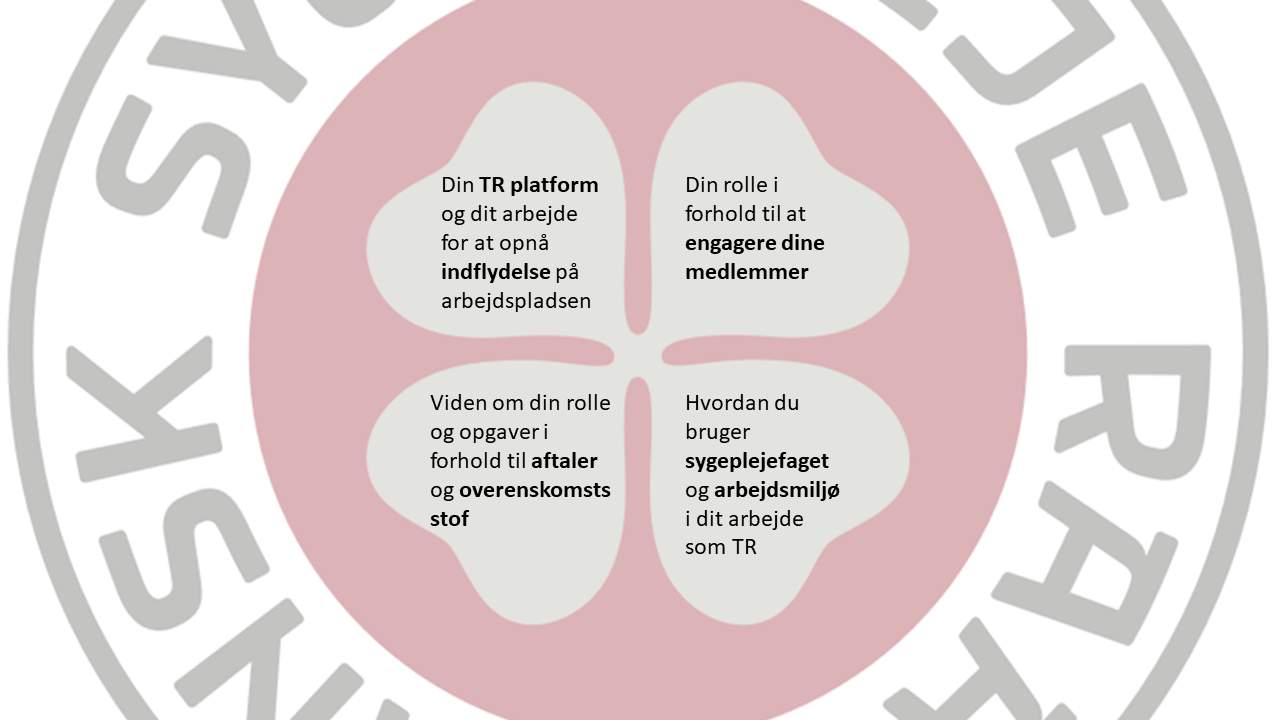 Din TR platform
og dit arbejde
for at opnå
indflydelse på
arbejdspladsen
Din rolle i
forhold til at
engagere dine
medlemmer
Viden om din rolle
og opgaver i
forhold til aftaler
og overenskomsts
stof
Hvordan du
bruger
sygeplejefaget
og arbejdsmiljø
i dit arbejde
som TR